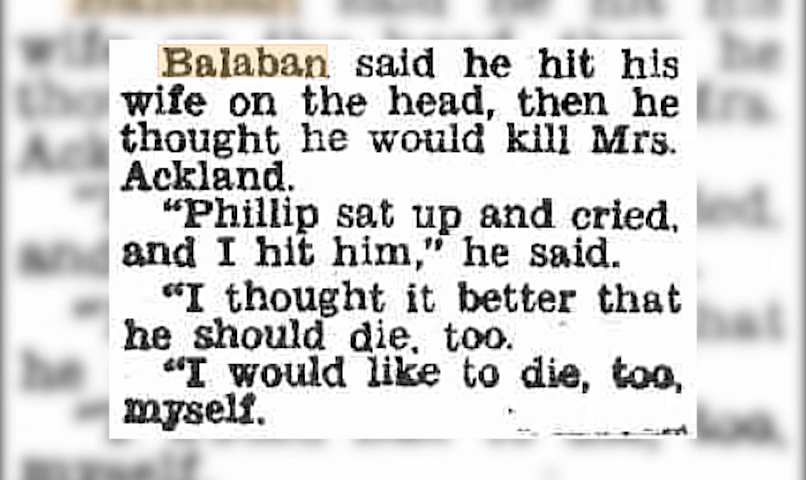 Balaban said he hit his
wife on the head, then he
thought he would kill Mrs.
Ackland.
“Phillip sat up and cried,
and I hit him,” he said.
“I thought it better that
he should die, too.
“I would like to die, too,
myself.